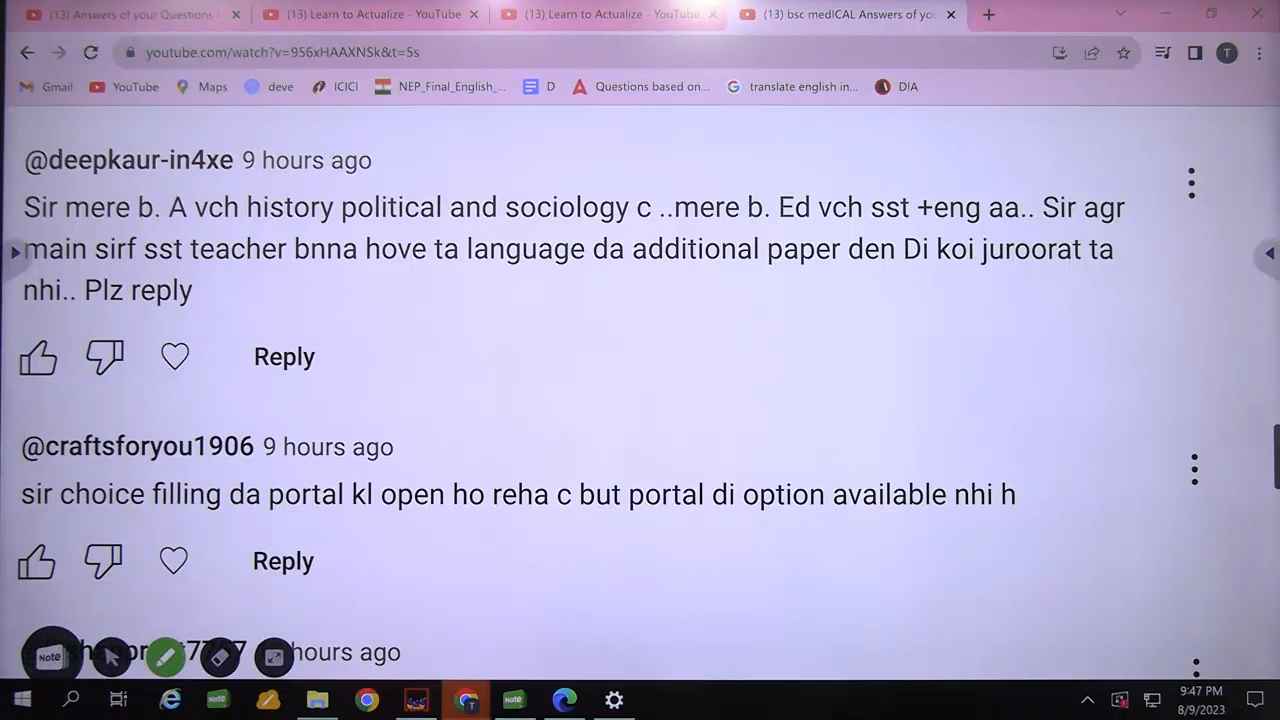 (13) Answers of your Questions
(13) Learn to Actualize - YouTube
(13) Learn to Actualize - YouTube
(13) bsc medICAL Answers of you
youtube.com/watch?v=956xHAAXNSk&t=5s
T
Gmail
YouTube
Maps
deve
ICICI
NEP_Final_English_...
D
Questions based on...
translate english in...
DIA
@deepkaur-in4xe 9 hours ago
Sir mere b. A vch history political and sociology c ..mere b. Ed vch sst +eng aa.. Sir agr
main sirf sst teacher bnna hove ta language da additional paper den Di koi juroorat ta
nhi.. Plz reply
Reply
@craftsforyou1906 9 hours ago
sir choice filling da portal kl open ho reha c but portal di option available nhi h
Reply
hours ago
Note
Note
Note
9:47 PM
8/9/2023